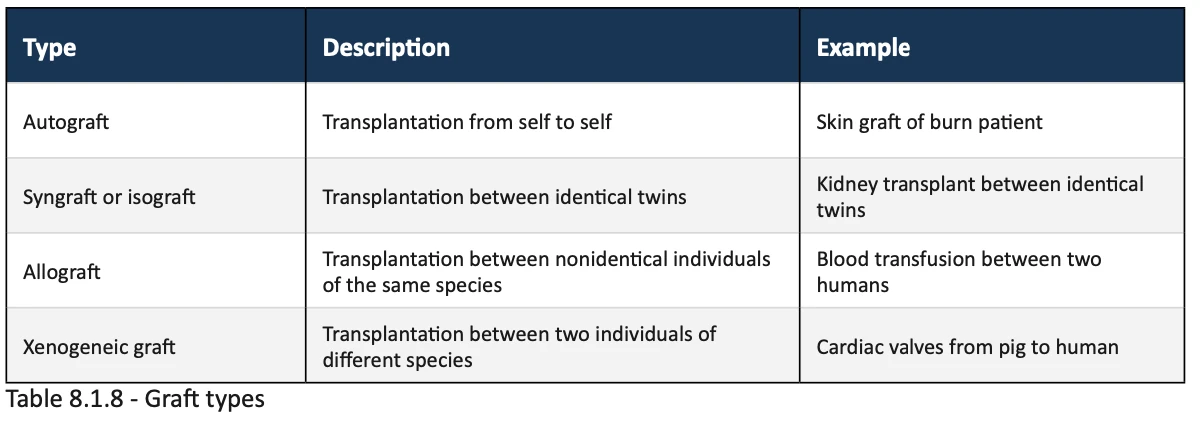 Type Description Example
Autograft Transplantation from self to self Skin graft of burn patient
Syngraft or isograft Transplantation between identical twins Kidney transplant between identical
twins
Allograft Transplantation between nonidentical individuals
of the same species Blood transfusion between two
humans
Xenogeneic graft Transplantation between two individuals of
different species Cardiac valves from pig to human
Table 8.1.8 - Graft types